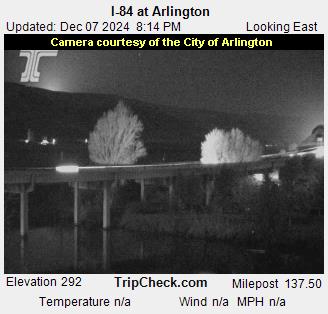 I-84 at Arlington
Updated: Dec 07 2024 8:14 PM Looking East
Camera courtesy of the City of Arlington
Elevation 292 TripCheck.com Milepost 137.50
Temperature n/a Wind n/a MPH n/a